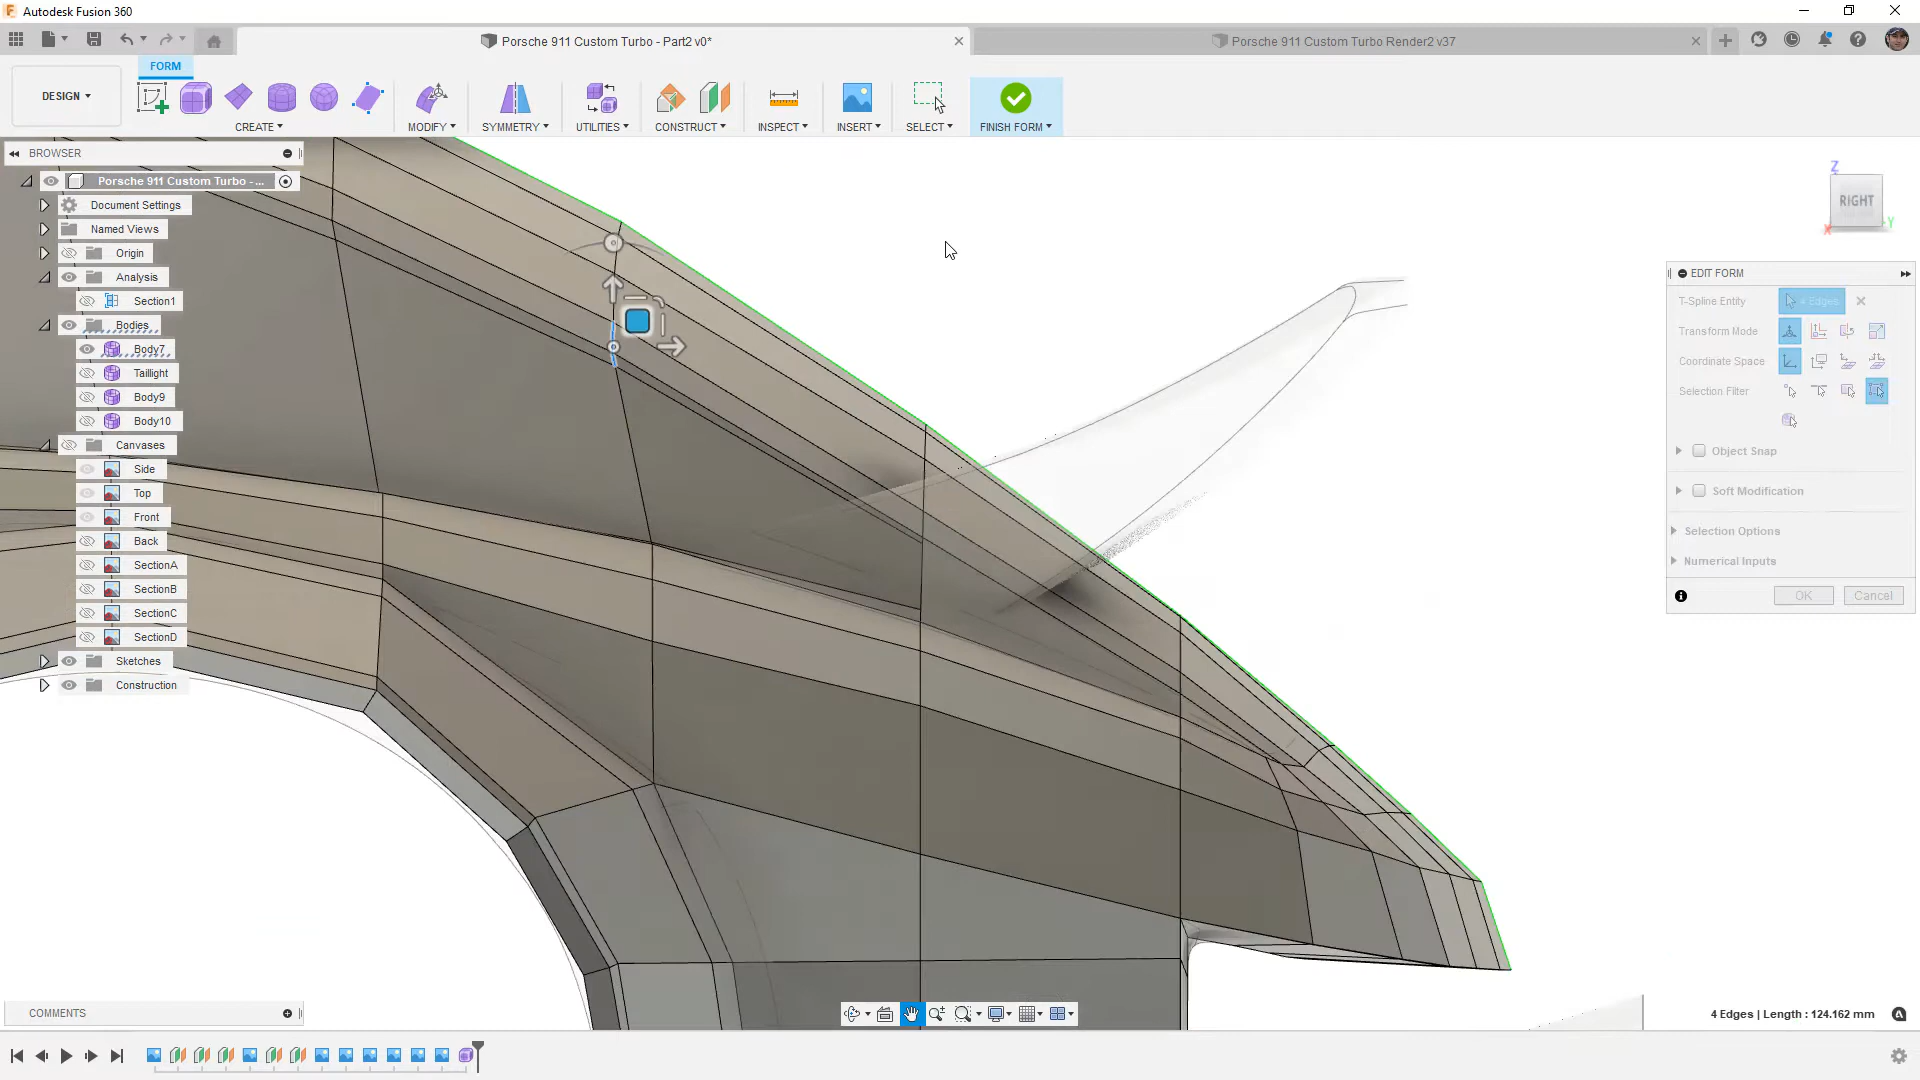 Autodesk Fusion 360
Porsche 911 Custom Turbo - Part2 v0*
Porsche 911 Custom Turbo Render2 v37
FORM
DESIGN
CREATE
MODIFY
SYMMETRY
UTILITIES
CONSTRUCT
INSPECT
INSERT
SELECT
FINISH FORM
BROWSER
Porsche 911 Custom Turbo - ...
Document Settings
Named Views
Origin
Analysis
Section1
Bodies
Body7
Taillight
Body9
Body10
Canvases
Side
Top
Front
Back
SectionA
SectionB
SectionC
SectionD
Sketches
Construction
Z
RIGHT
X
Y
EDIT FORM
T-Spline Entity
4 Edges
Transform Mode
Coordinate Space
Selection Filter
Object Snap
Soft Modification
Selection Options
Numerical Inputs
OK
Cancel
COMMENTS
4 Edges | Length : 124.162 mm